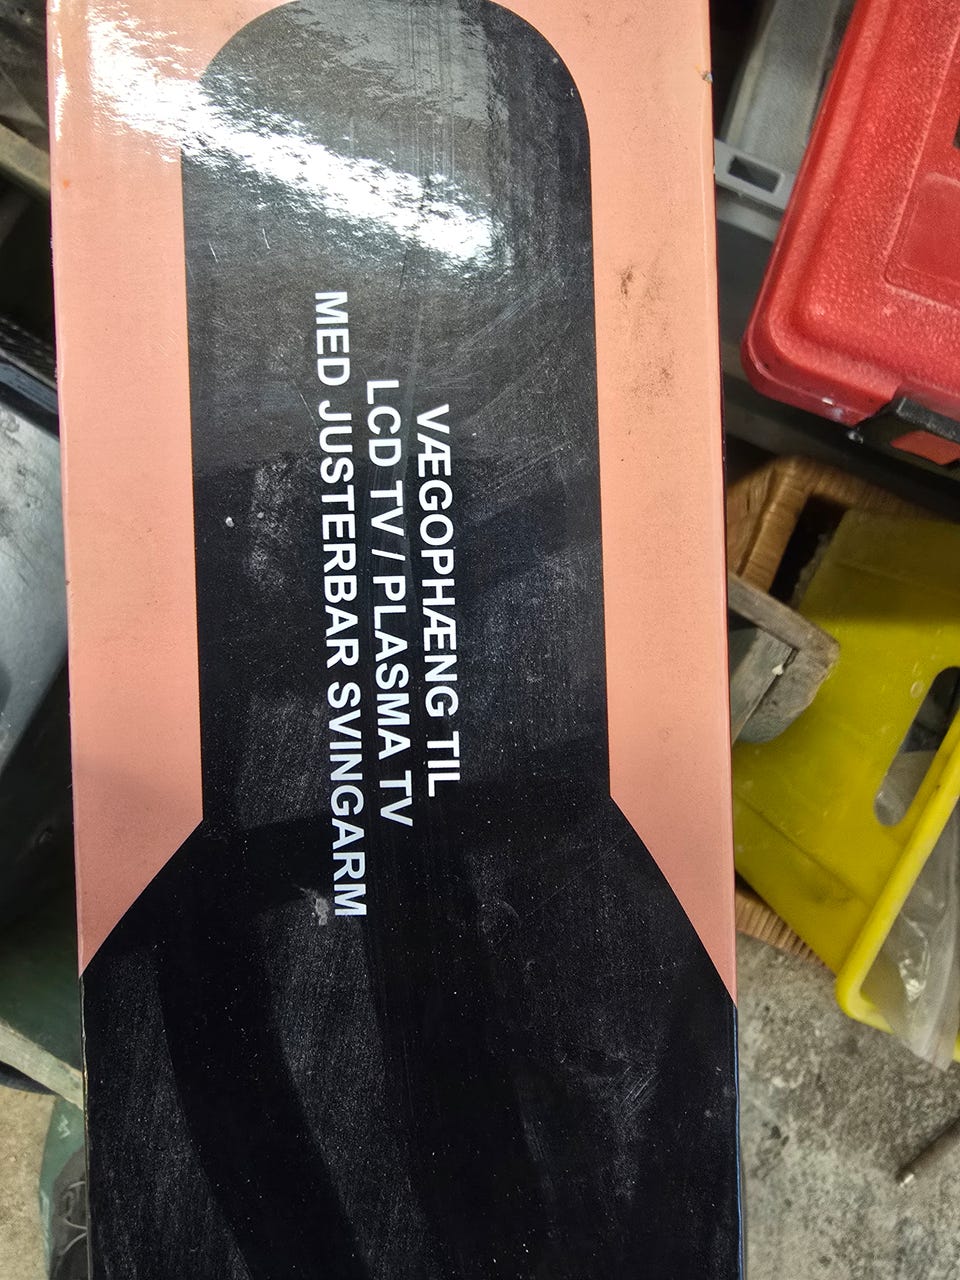 VÆGOPHÆNG TIL
LCD TV / PLASMA TV
MED JUSTERBAR SVINGARM